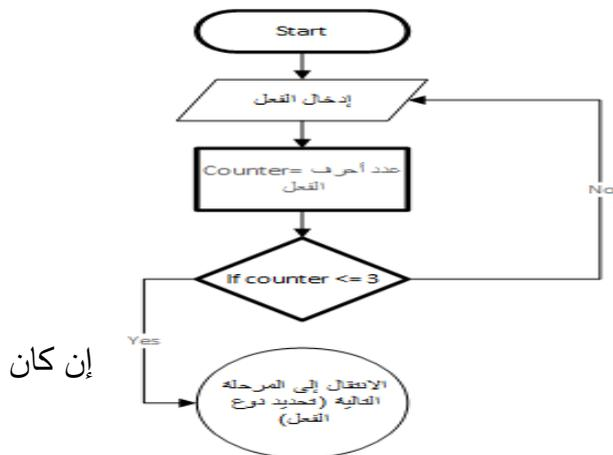 Start
إدخال الفعل
Counter= عدد أحرف
الفعل
No
If counter <= 3
Yes
إن كان
الانتقال إلى المرحلة
التالية (تحديد نوع
الفعل)